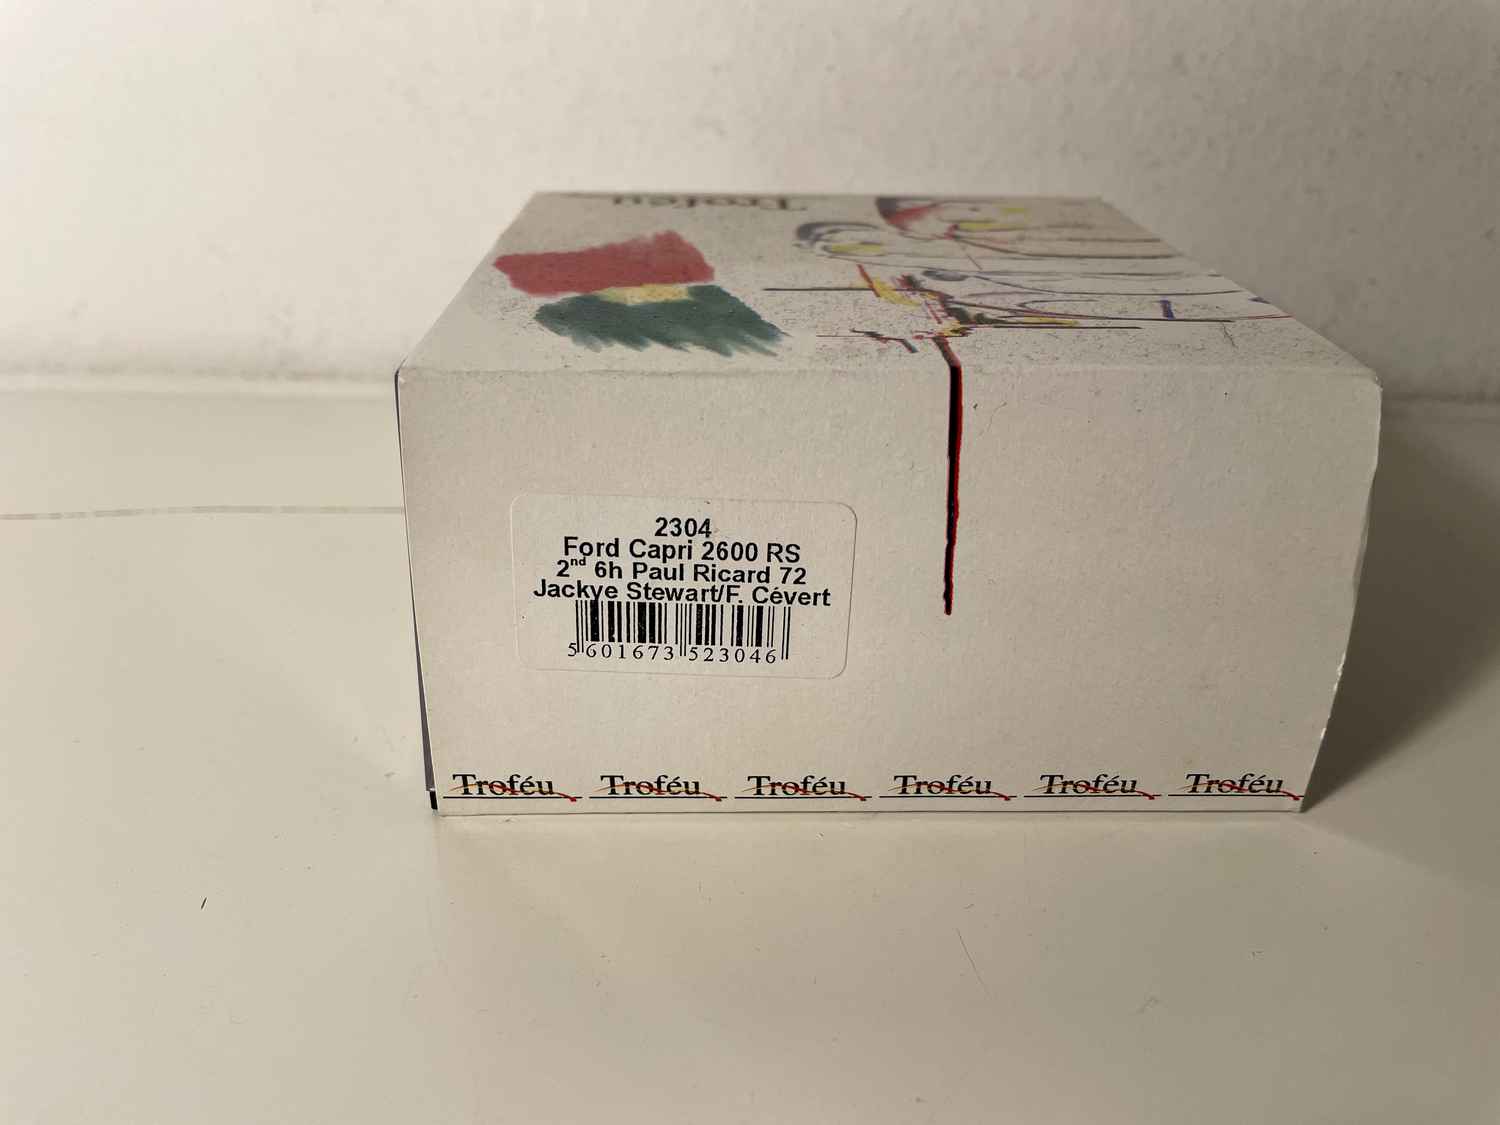 Troféu
2304
Ford Capri 2600 RS
2nd 6h Paul Ricard 72
Jackye Stewart/F. Cévert
5 601673 523046
Troféu Troféu Troféu Troféu Troféu Troféu